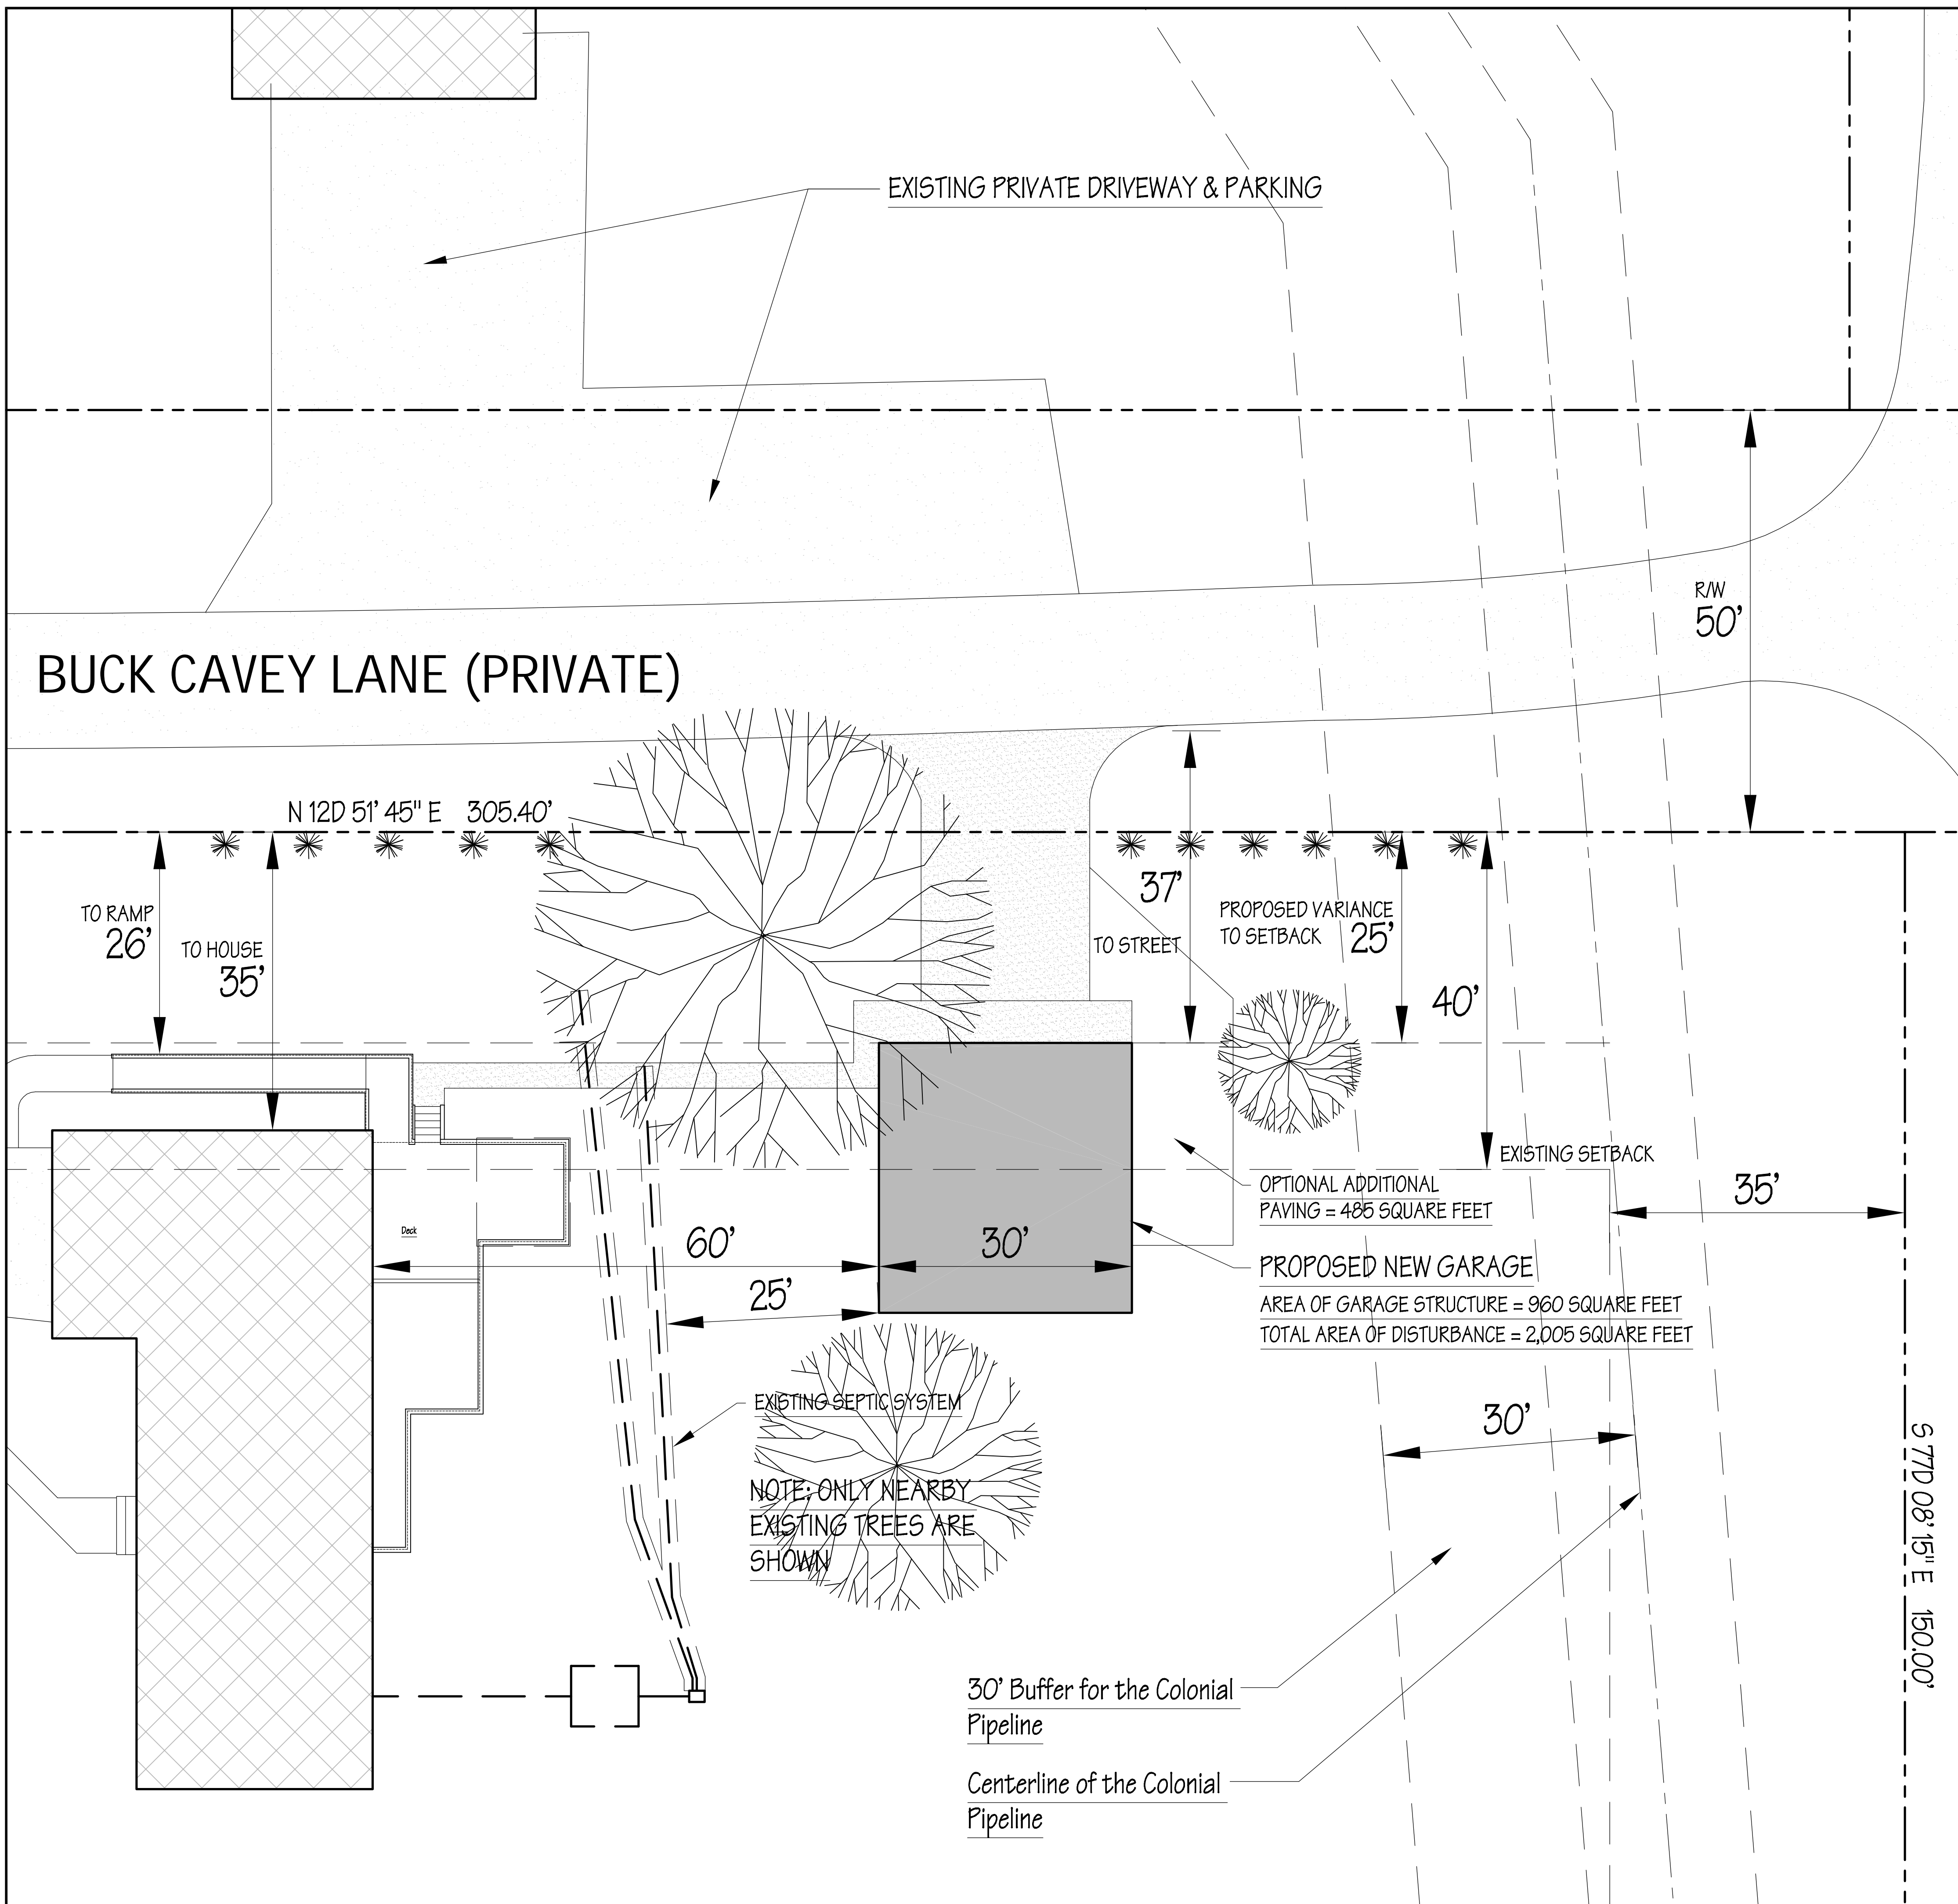 EXISTING PRIVATE DRIVEWAY & PARKING
R/W
50'
BUCK CAVEY LANE (PRIVATE)
N 12D 51' 45" E    305.40'
TO RAMP
26'
TO HOUSE
35'
37'
TO STREET
PROPOSED VARIANCE
TO SETBACK    25'
40'
EXISTING SETBACK
OPTIONAL ADDITIONAL
PAVING = 485 SQUARE FEET
35'
Deck
60'
30'
25'
PROPOSED NEW GARAGE
AREA OF GARAGE STRUCTURE = 960 SQUARE FEET
TOTAL AREA OF DISTURBANCE = 2,005 SQUARE FEET
EXISTING SEPTIC SYSTEM
30'
NOTE: ONLY NEARBY
EXISTING TREES ARE
SHOWN
S 77D 08' 15" E    150.00'
30' Buffer for the Colonial
Pipeline
Centerline of the Colonial
Pipeline